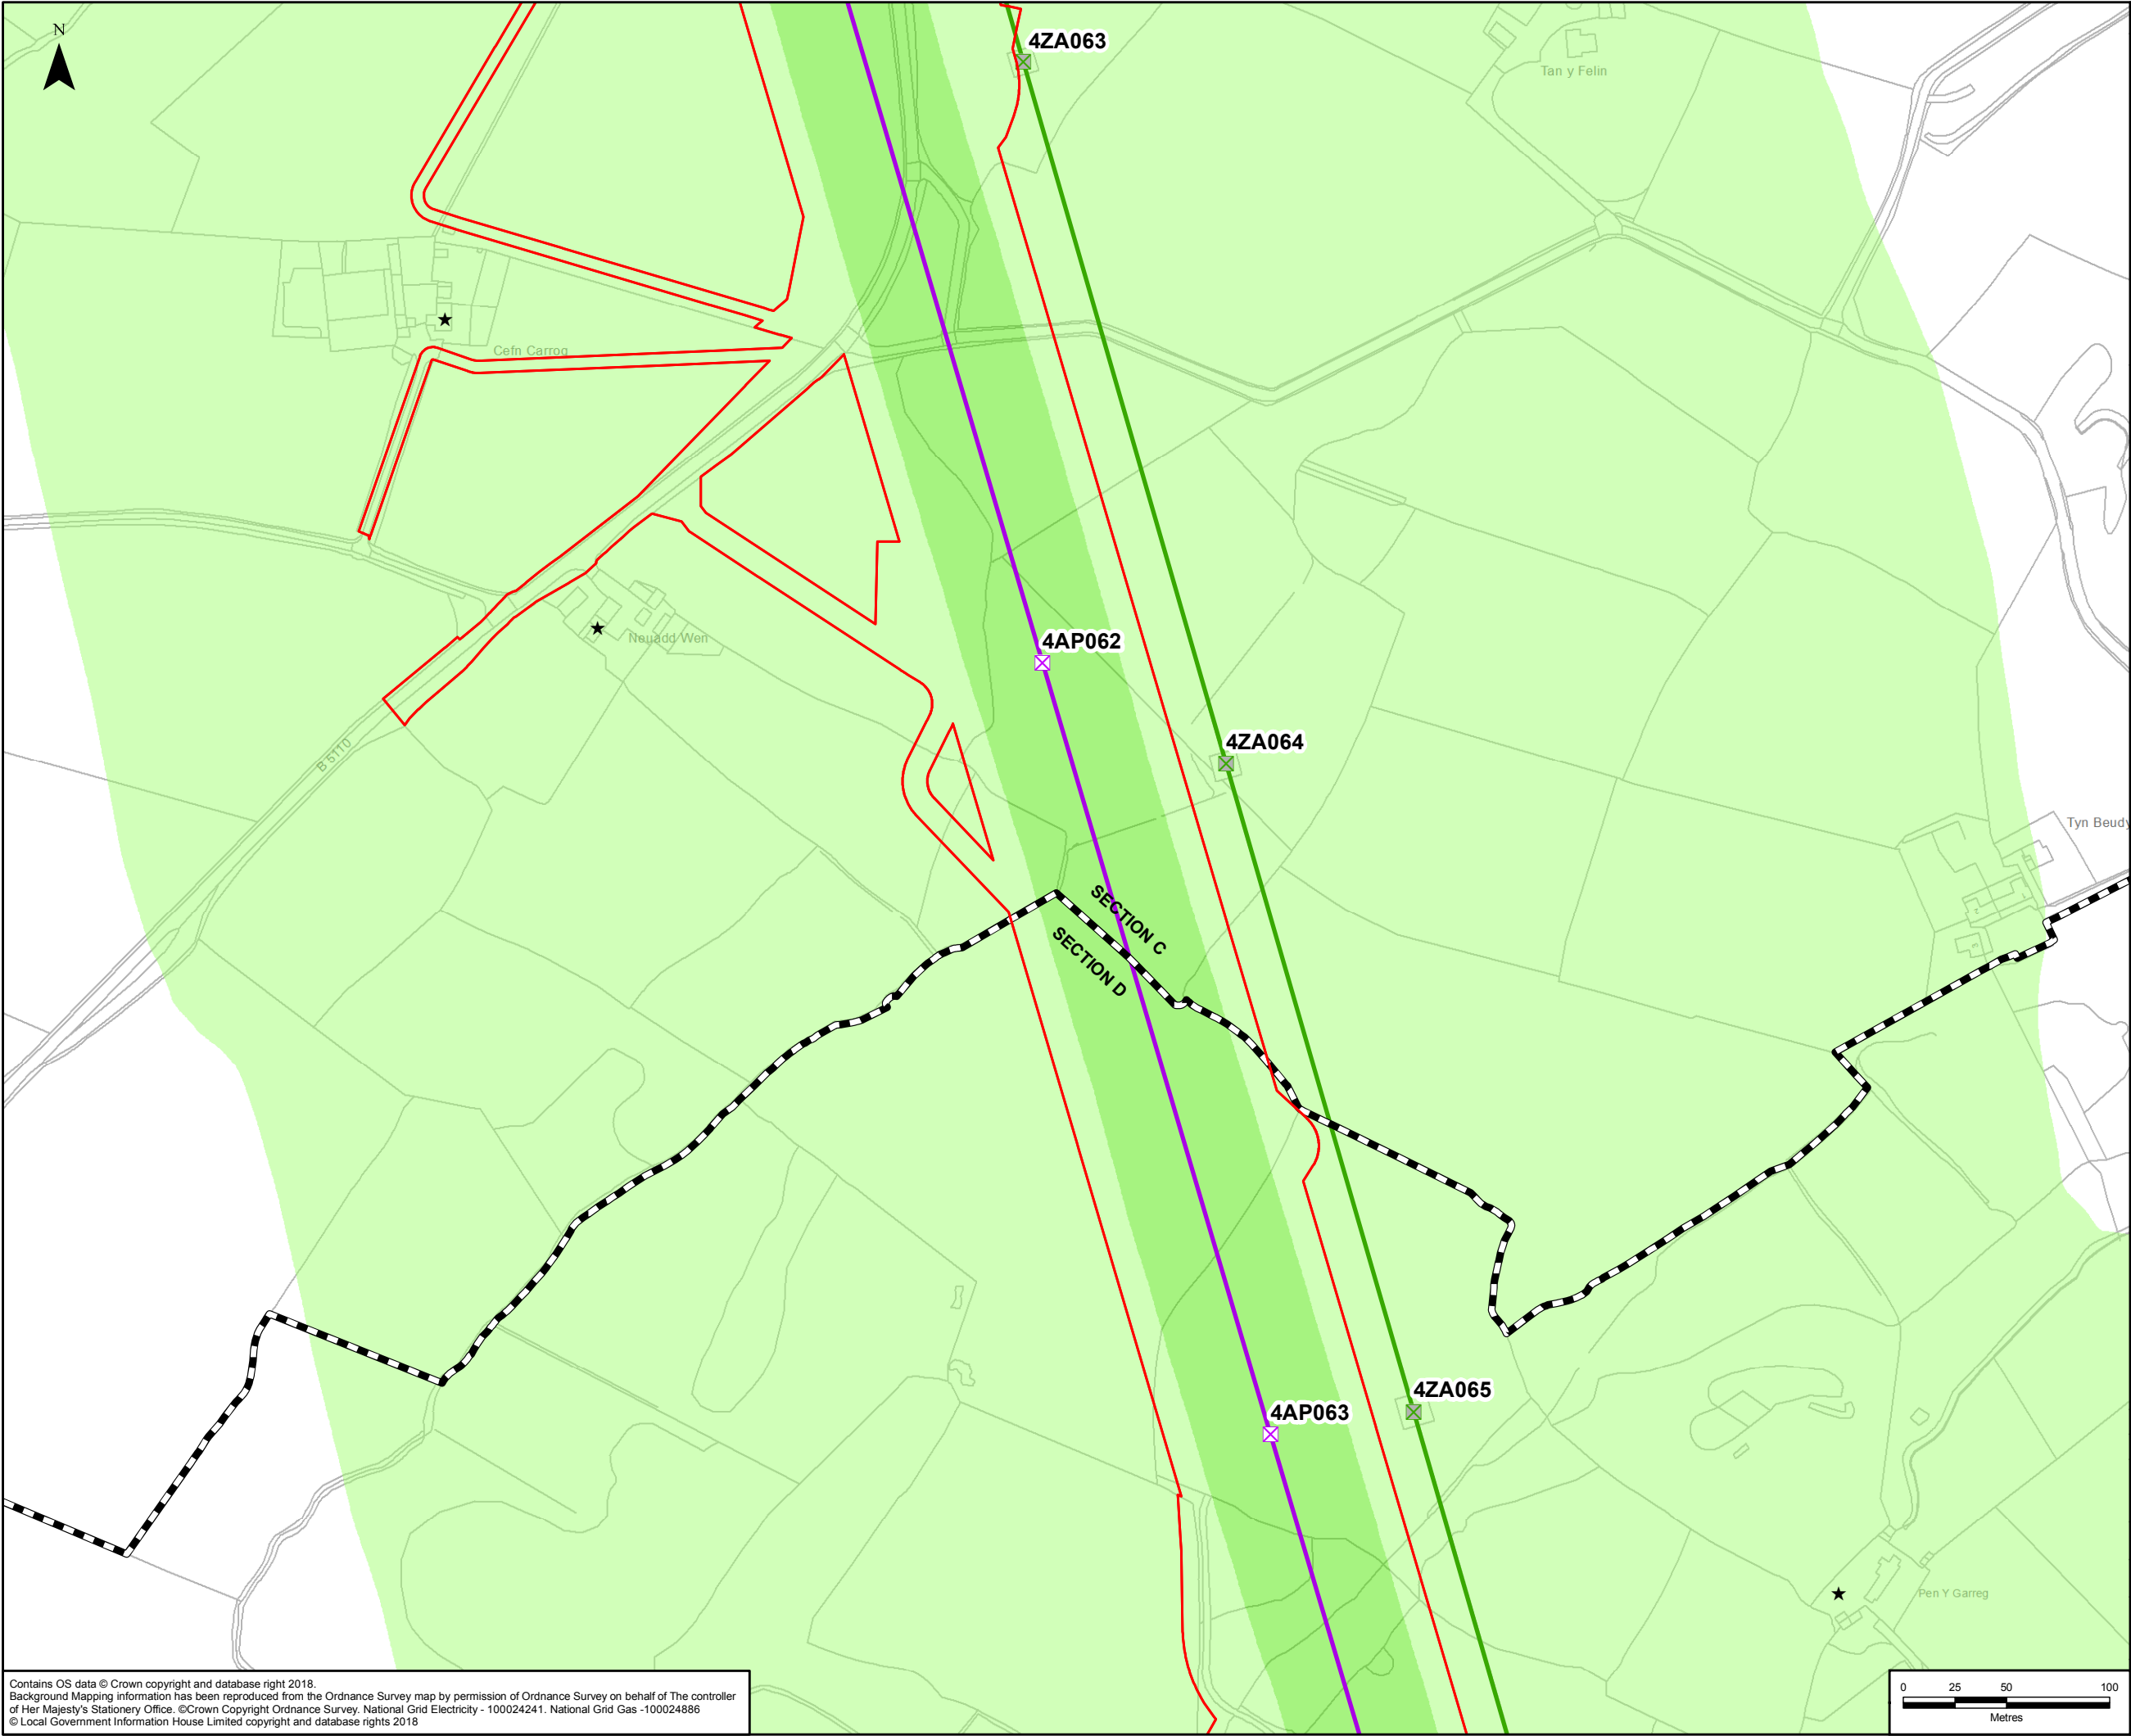 N
4ZA063
Tan y Felin
Cefn Carrog
Neuadd Wen
4AP062
B 5110
4ZA064
Tyn Beudy
SECTION C
SECTION D
4ZA065
4AP063
Pen Y Garreg
Contains OS data © Crown copyright and database right 2018.
Background Mapping information has been reproduced from the Ordnance Survey map by permission of Ordnance Survey on behalf of The controller
of Her Majesty's Stationery Office. ©Crown Copyright Ordnance Survey. National Grid Electricity - 100024241. National Grid Gas -100024886
© Local Government Information House Limited copyright and database rights 2018
0 25 50 100
Metres